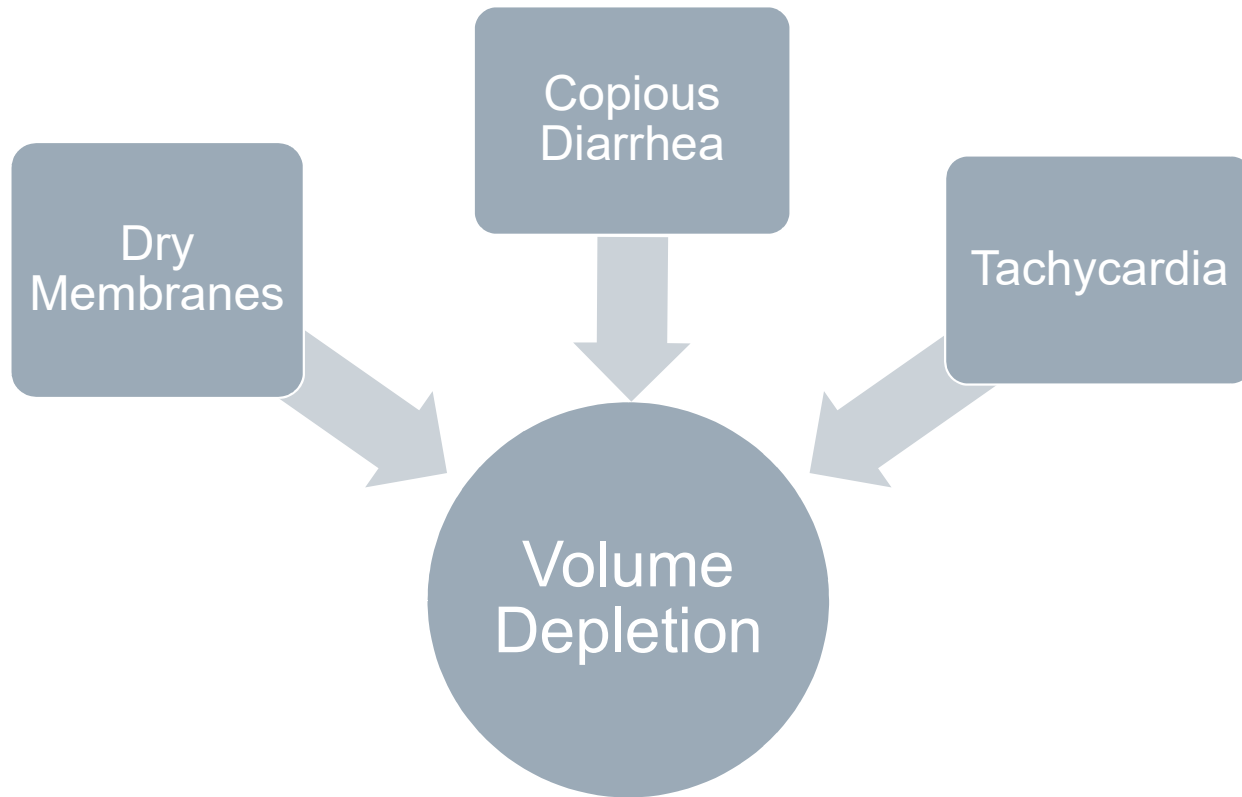 Copious
Diarrhea
Dry
Membranes
Tachycardia
Volume
Depletion